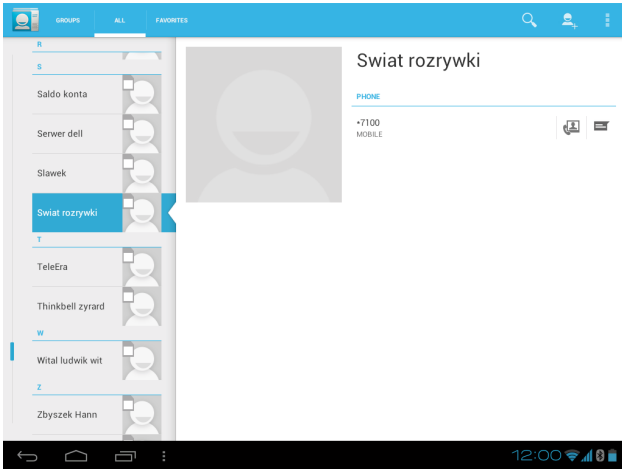 GROUPS
ALL
FAVORITES
R
S
Saldo konta
Serwer dell
Slawek
Swiat rozrywki
T
TeleEra
Thinkbell zyrard
W
Wital ludwik wit
Z
Zbyszek Hann
Swiat rozrywki
PHONE
*7100
MOBILE
12:00